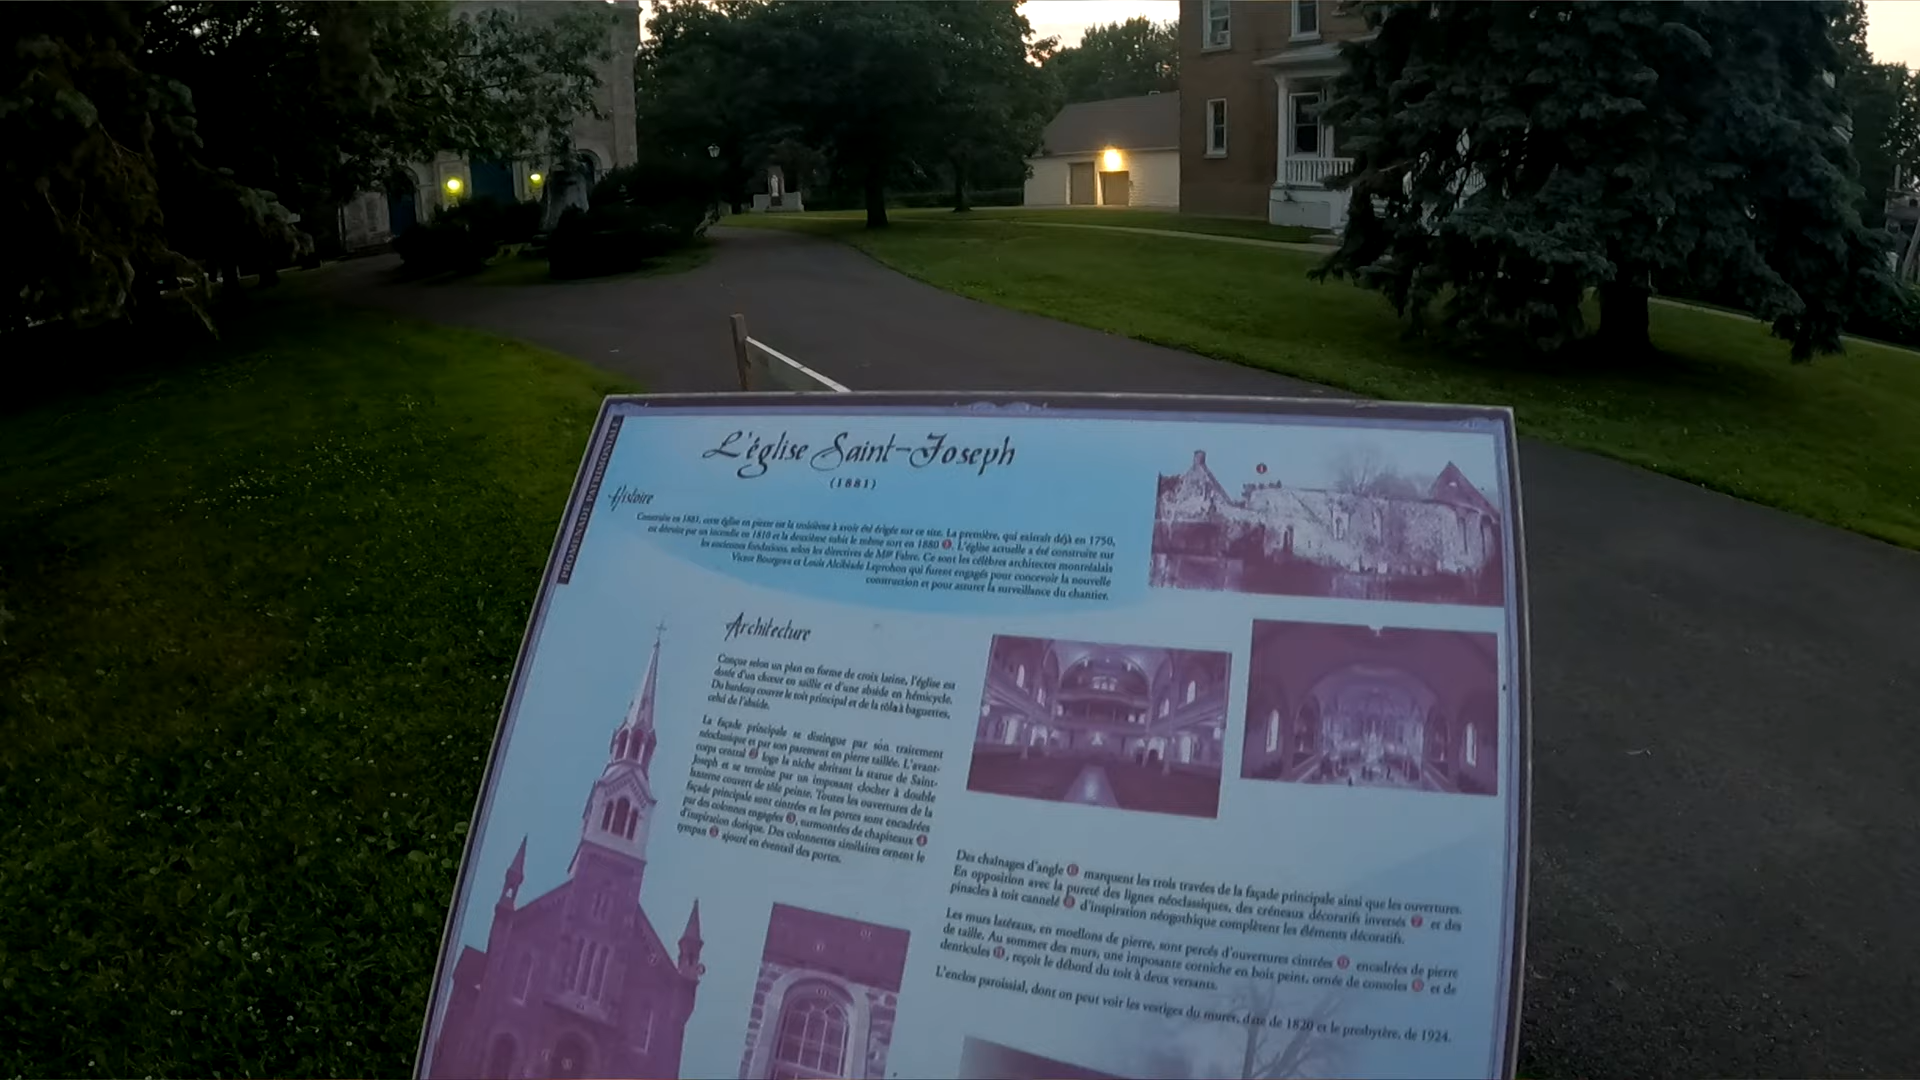 PROMENADE PATRIMONIALE
L'église Saint-Joseph
(1881)
Histoire
Construite en 1881, cette église en pierre est la troisième à avoir été érigée sur ce site. La première, qui existait déjà en 1750,
est détruite par un incendie en 1810 et la deuxième subit le même sort en 1880 1. L'église actuelle a été construite sur
les anciennes fondations, selon les directives de Mgr Fabre. Ce sont les célèbres architectes montréalais
Victor Bourgeau et Louis Alcibiade Leprohon qui furent engagés pour concevoir la nouvelle
construction et pour assurer la surveillance du chantier.
1
Architecture
Conçue selon un plan en forme de croix latine, l'église est
dotée d'un chœur en saillie et d'une abside en hémicycle.
Du bardeau couvre le toit principal et de la tôle à baguettes,
celui de l'abside.
La façade principale se distingue par son traitement
néoclassique et par son parement en pierre taillée. L'avant-
corps central 2 loge la niche abritant la statue de Saint-
Joseph et se termine par un imposant clocher à double
lanterne couvert de tôle peinte. Toutes les ouvertures de la
façade principale sont cintrées et les portes sont encadrées
par des colonnes engagées 3, surmontées de chapiteaux 4
d'inspiration dorique. Des colonnettes similaires ornent le
tympan 5 ajouré en éventail des portes.
Des chaînages d'angle marquent les trois travées de la façade principale ainsi que les ouvertures.
En opposition avec la pureté des lignes néoclassiques, des créneaux décoratifs inversés 7 et des
pinacles à toit cannelé 8 d'inspiration néogothique complètent les éléments décoratifs.
Les murs latéraux, en moellons de pierre, sont percés d'ouvertures cintrées encadrées de pierre
de taille. Au sommet des murs, une imposante corniche en bois peint, ornée de consoles 10 et de
denticules 11, reçoit le débord du toit à deux versants.
L'enclos paroissial, dont on peut voir les vestiges du muret, date de 1820 et le presbytère, de 1924.